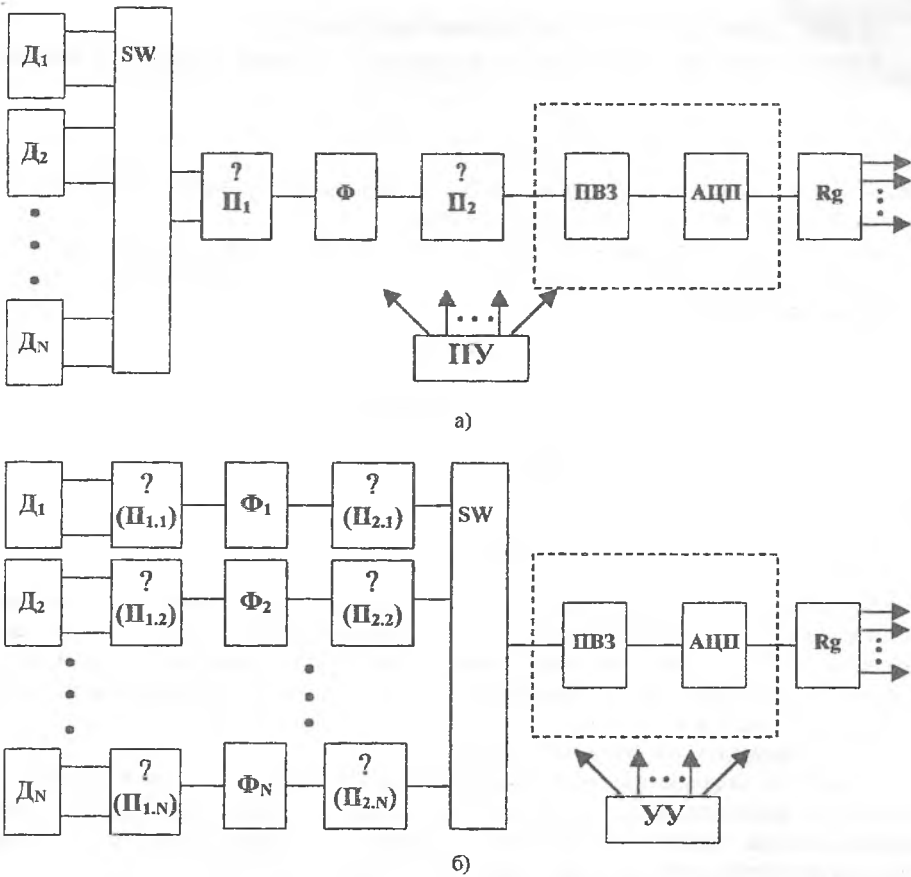 Д1
SW
Д2
ДN
?
П1
Ф
?
П2
ПВЗ
АЦП
Rg
ПУ
а)
Д1
?
(П1.1)
Ф1
?
(П2.1)
SW
Д2
?
(П1.2)
Ф2
?
(П2.2)
ПВЗ
АЦП
Rg
ДN
?
(П1.N)
ФN
?
(П2.N)
УУ
б)